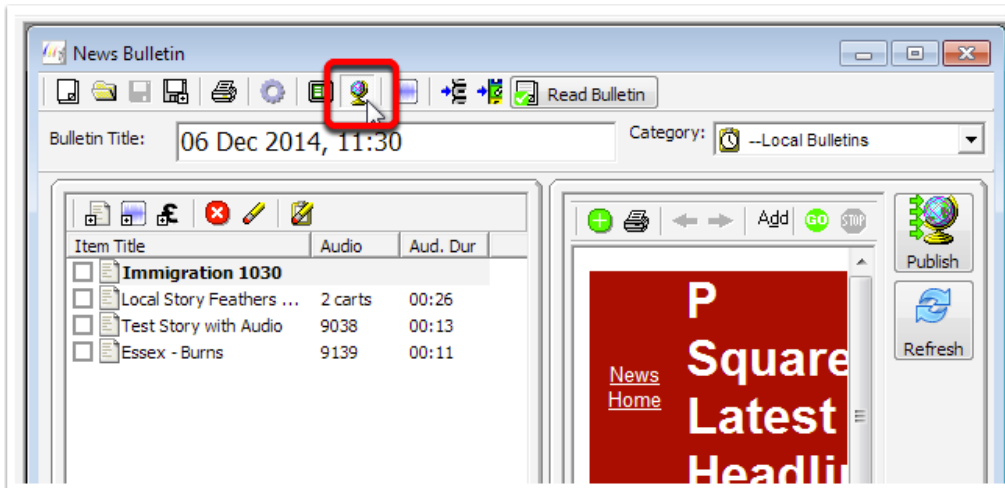 News Bulletin
Read Bulletin
Bulletin Title: 06 Dec 2014, 11:30 Category: --Local Bulletins
Add GO STOP
Publish
Refresh
Item Title Audio Aud. Dur
Immigration 1030
Local Story Feathers ... 2 carts 00:26
Test Story with Audio 9038 00:13
Essex - Burns 9139 00:11
News
Home
P
Square
Latest
Headli